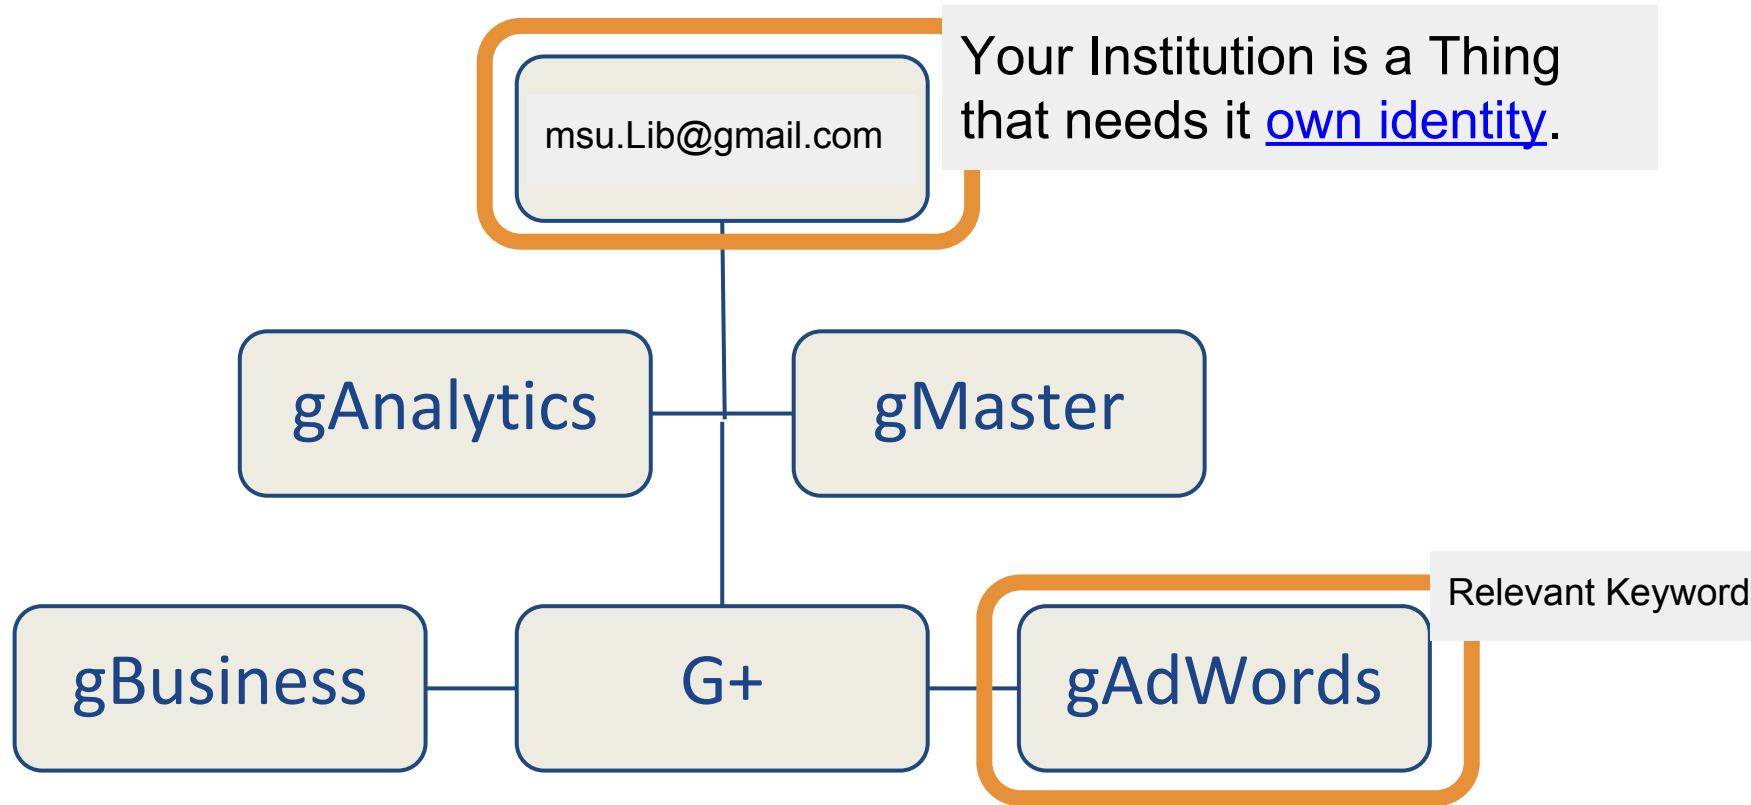 Your Institution is a Thing
that needs it own identity.
msu.Lib@gmail.com
gAnalytics
gMaster
Relevant Keyword
gBusiness
G+
gAdWords